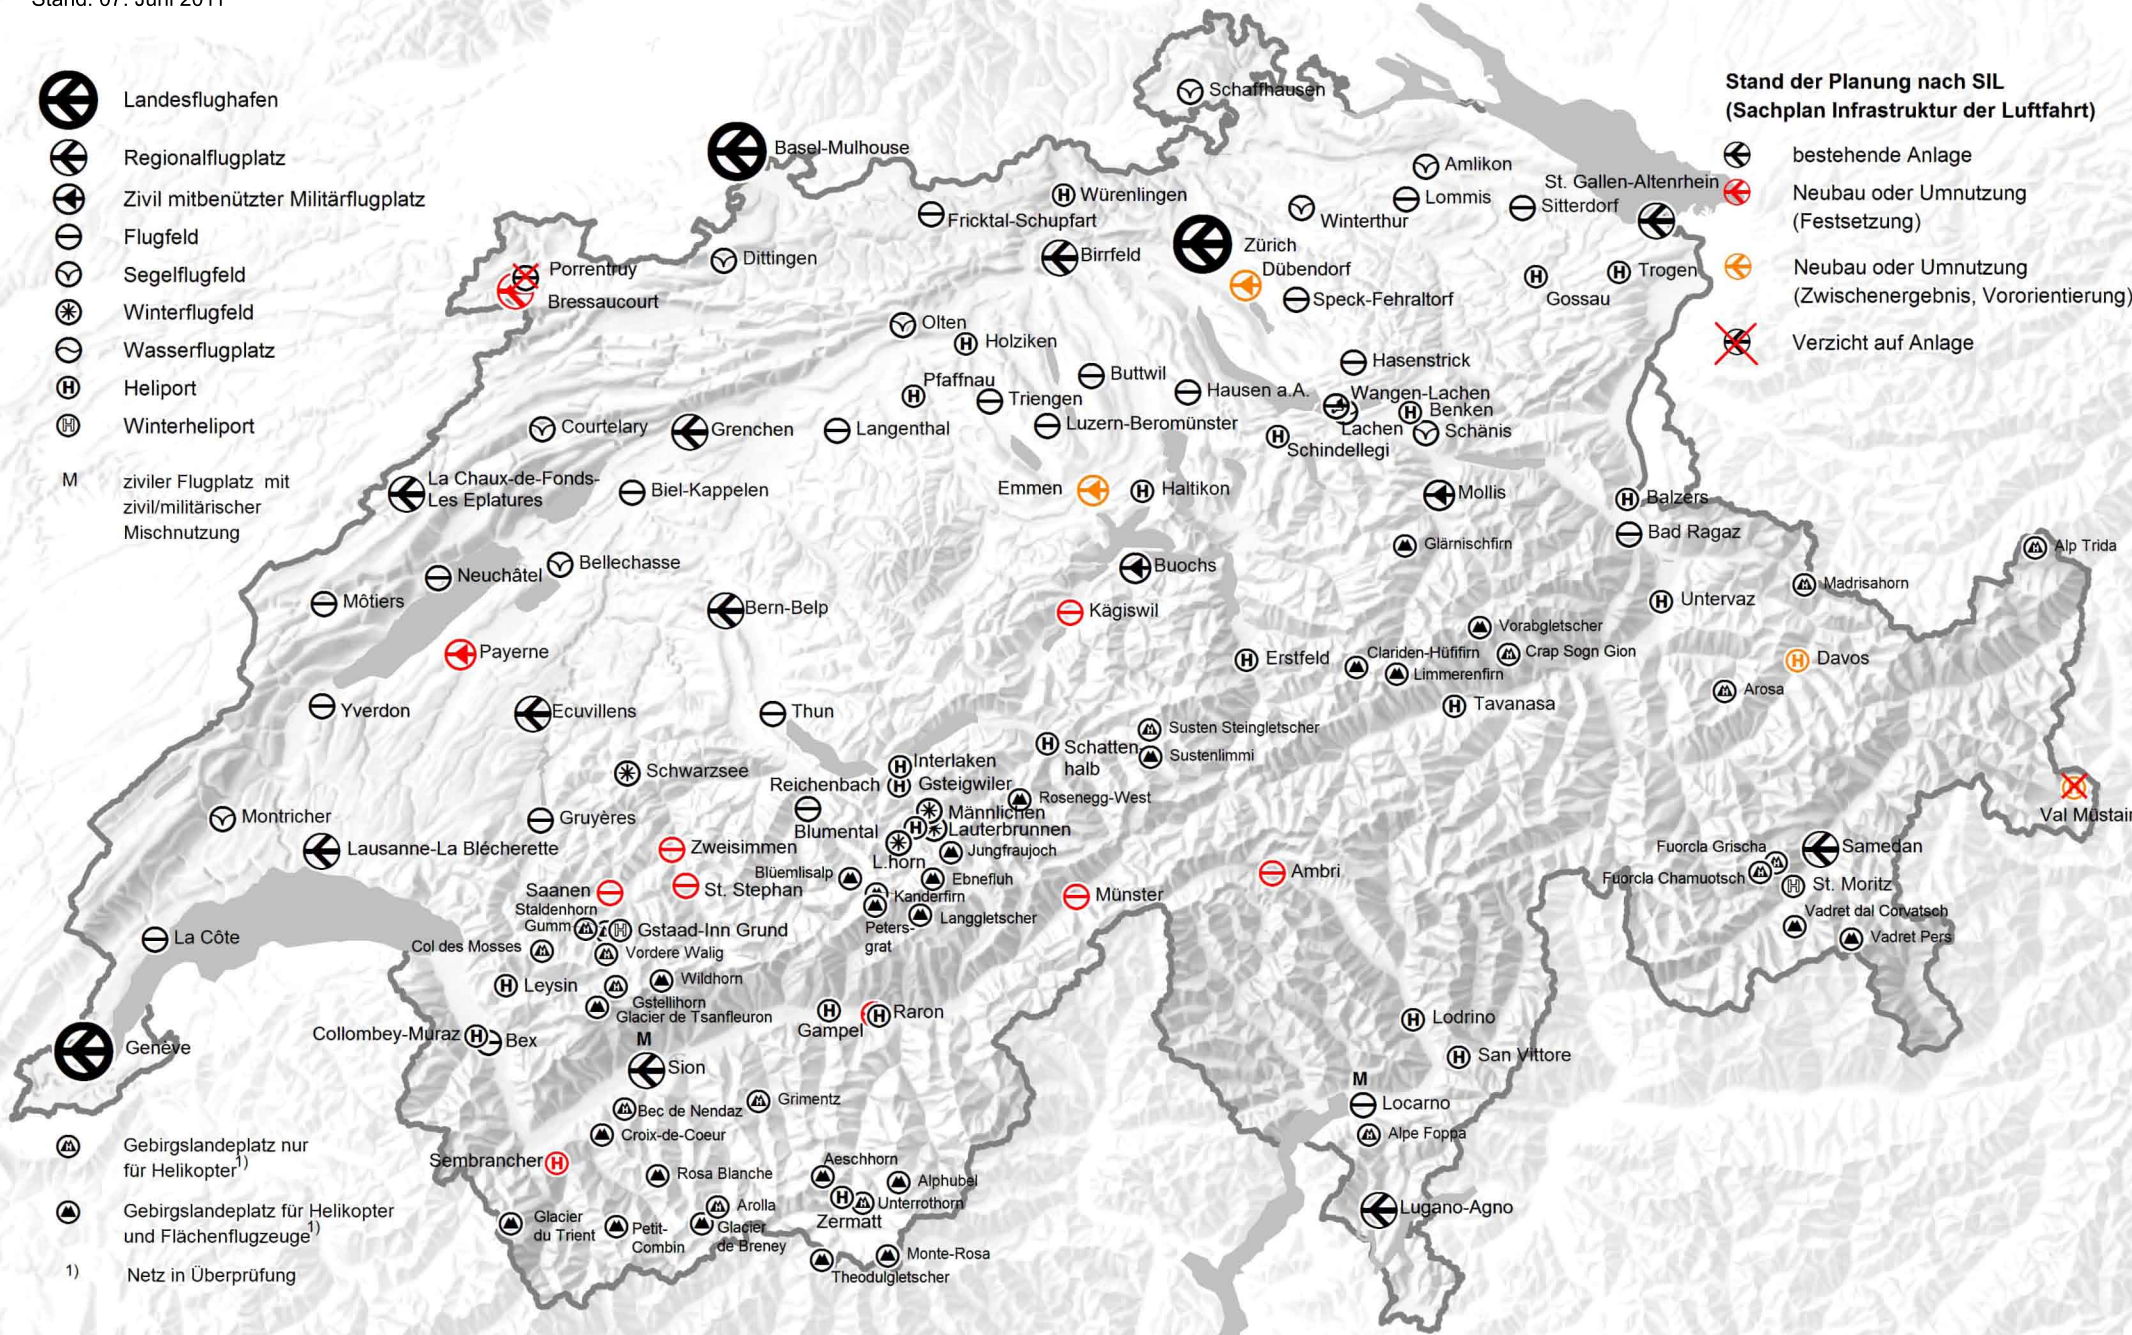 Stand: 07. Juni 2011
Landesflughafen
Regionalflugplatz
Zivil mitbenützter Militärflugplatz
Flugfeld
Segelflugfeld
Winterflugfeld
Wasserflugplatz
Heliport
Winterheliport
M
ziviler Flugplatz mit
zivil/militärischer
Mischnutzung
Stand der Planung nach SIL
(Sachplan Infrastruktur der Luftfahrt)
bestehende Anlage
Neubau oder Umnutzung
(Festsetzung)
Neubau oder Umnutzung
(Zwischenergebnis, Vororientierung)
Verzicht auf Anlage
Schaffhausen
Basel-Mulhouse
Amlikon
St. Gallen-Altenrhein
Würenlingen
Lommis
Sitterdorf
Fricktal-Schupfart
Winterthur
Zürich
Birrfeld
Dittingen
Dübendorf
Porrentruy
Trogen
Bressaucourt
Speck-Fehraltorf
Gossau
Olten
Holziken
Hasenstrick
Buttwil
Pfaffnau
Hausen a.A.
Wangen-Lachen
Triengen
Benken
Luzern-Beromünster
Courtelary
Grenchen
Langenthal
Lachen
Schänis
Schindellegi
La Chaux-de-Fonds-
Les Eplatures
Biel-Kappelen
Emmen
Haltikon
Mollis
Balzers
Bad Ragaz
Glärnischfirn
Alp Trida
Bellechasse
Buochs
Neuchâtel
Madrisahorn
Môtiers
Untervaz
Bern-Belp
Kägiswil
Vorabgletscher
Payerne
Clariden-Hüfifirn
Crap Sogn Gion
Erstfeld
Davos
Limmerenfirn
Arosa
Yverdon
Ecuvillens
Thun
Tavanasa
Susten Steingletscher
Schatten-
halb
Sustenlimmi
Interlaken
Schwarzsee
Reichenbach
Gsteigwiler
Rosenegg-West
Männlichen
Montricher
Gruyères
Blumental
Lauterbrunnen
Val Müstair
Lausanne-La Blécherette
Zweisimmen
Jungfraujoch
L.horn
Fuorcla Grischa
Samedan
Blüemlisalp
Ebnefluh
Ambri
Fuorcla Chamuotsch
St. Moritz
Saanen
St. Stephan
Kanderfirn
Münster
Staldenhorn
Gumm
Langgletscher
Vadret dal Corvatsch
Gstaad-Inn Grund
Peters-
grat
La Côte
Col des Mosses
Vordere Walig
Vadret Pers
Leysin
Wildhorn
Gstellihorn
Glacier de Tsanfleuron
Raron
Gampel
Lodrino
Collombey-Muraz
Bex
M
Genève
San Vittore
Sion
M
Grimentz
Locarno
Bec de Nendaz
Croix-de-Coeur
Alpe Foppa
Sembrancher
Aeschhorn
Rosa Blanche
Alphubel
Arolla
Unterrothorn
Lugano-Agno
Zermatt
Glacier
du Trient
Petit-
Combin
Glacier
de Breney
Monte-Rosa
Theodulgletscher
Gebirgslandeplatz nur
für Helikopter1)
Gebirgslandeplatz für Helikopter
und Flächenflugzeuge1)
1) Netz in Überprüfung